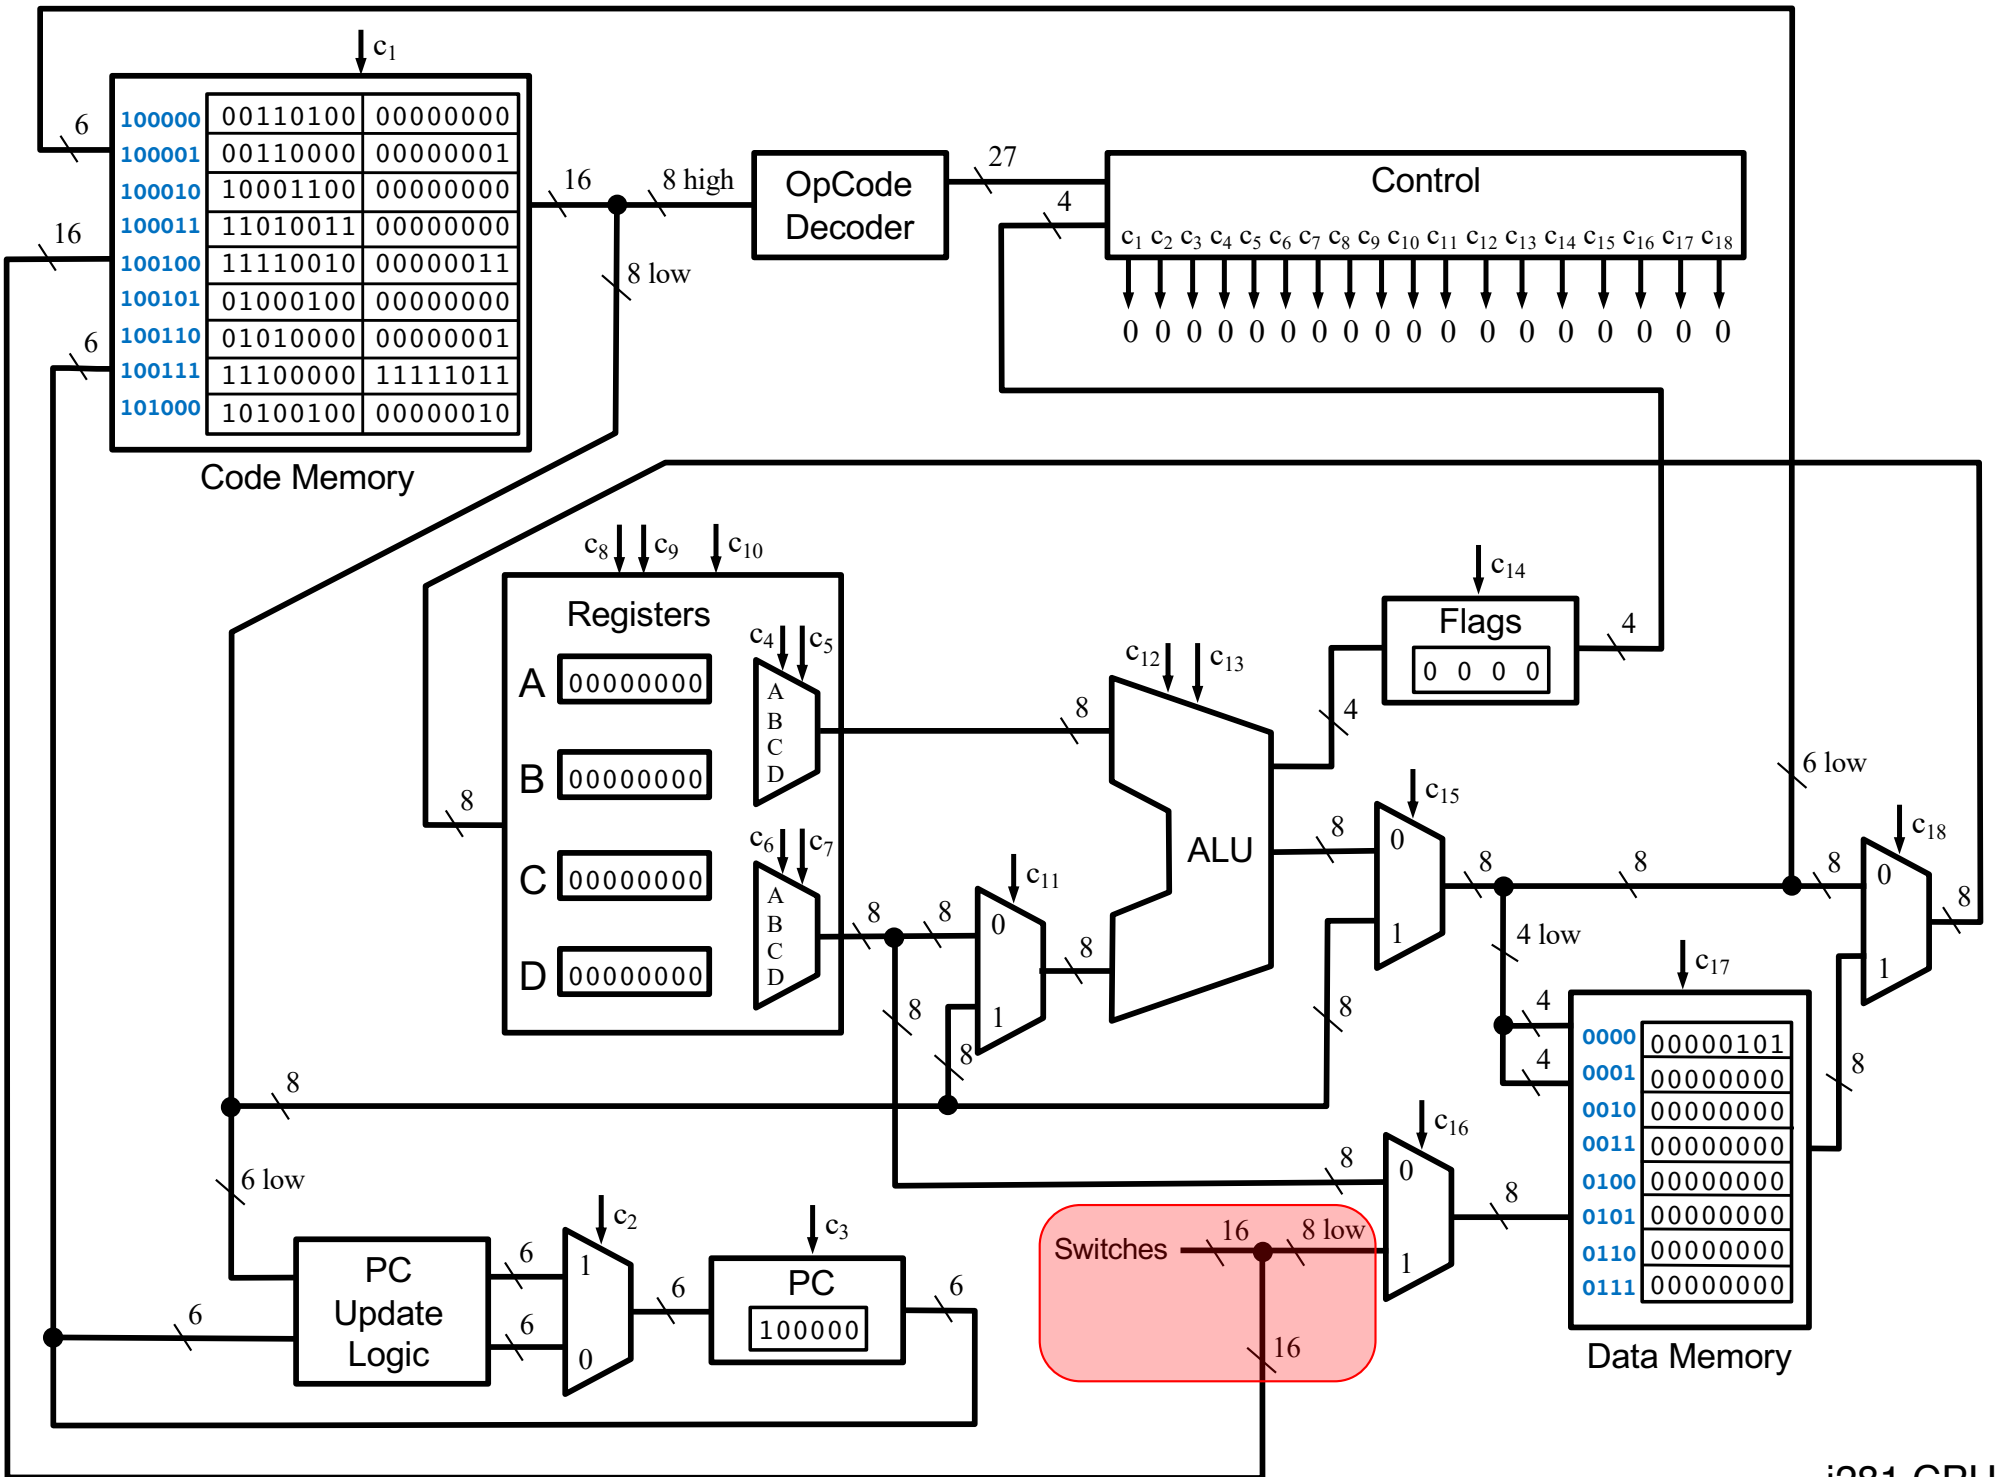 c1
6
16
6
100000 00110100 00000000
100001 00110000 00000001
100010 10001100 00000000
100011 11010011 00000000
100100 11110010 00000011
100101 01000100 00000000
100110 01010000 00000001
100111 11100000 11111011
101000 10100100 00000010
Code Memory
16
8 high
8 low
OpCode
Decoder
27
4
Control
c1 c2 c3 c4 c5 c6 c7 c8 c9 c10 c11 c12 c13 c14 c15 c16 c17 c18
0 0 0 0 0 0 0 0 0 0 0 0 0 0 0 0 0 0
c8 c9 c10
Registers
A 00000000
B 00000000
C 00000000
D 00000000
8
c4 c5
A
B
C
D
c6 c7
A
B
C
D
8
8
8
8
8
c11
0
1
8
c12 c13
ALU
4
c14
Flags
0 0 0 0
4
8
c15
0
1
8
8
8
4 low
8
6 low
8
c18
0
1
8
c17
4
4
0000 00000101
0001 00000000
0010 00000000
0011 00000000
0100 00000000
0101 00000000
0110 00000000
0111 00000000
Data Memory
8
8
c16
0
1
8
Switches
16
8 low
16
8
6 low
PC
Update
Logic
6
6
6
c2
1
0
6
c3
PC
100000
6